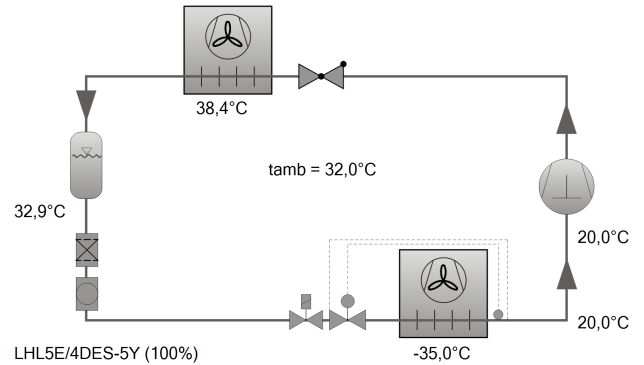 38,4°C
tamb = 32,0°C
32,9°C
20,0°C
20,0°C
LHL5E/4DES-5Y (100%)
-35,0°C